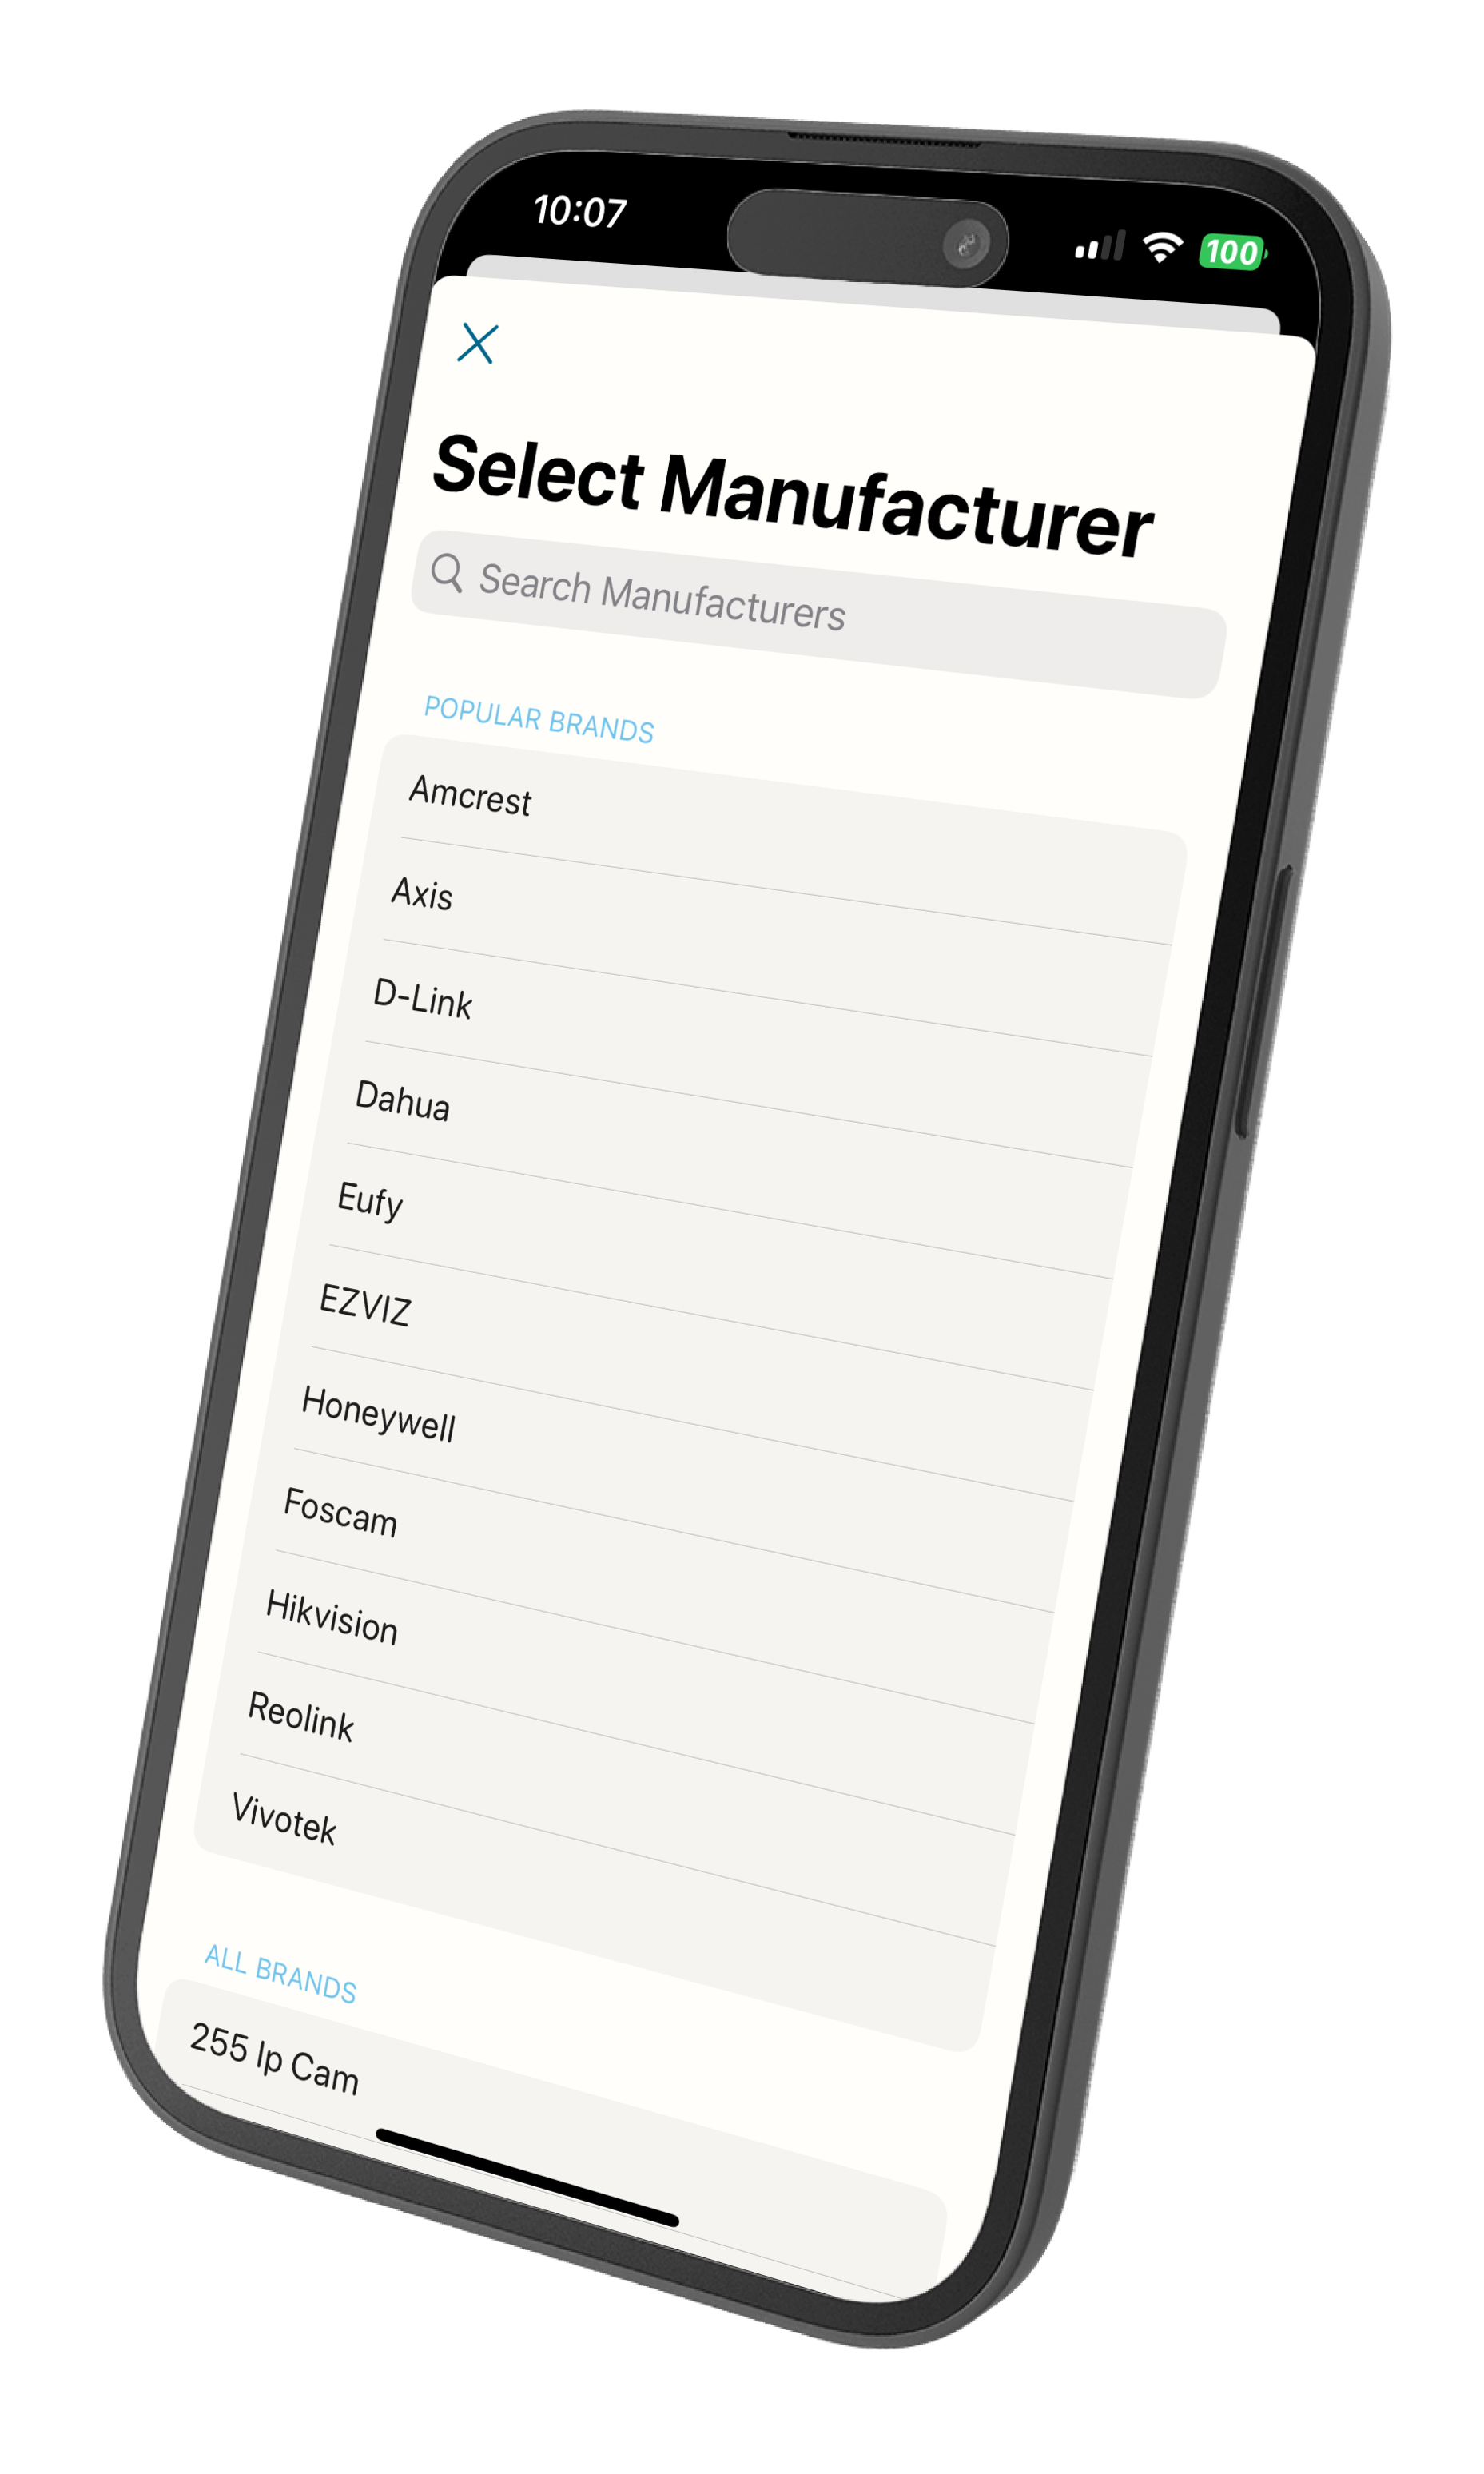 10:07
100
Select Manufacturer
Search Manufacturers
POPULAR BRANDS
Amcrest
Axis
D-Link
Dahua
Eufy
EZVIZ
Honeywell
Foscam
Hikvision
Reolink
Vivotek
ALL BRANDS
255 Ip Cam